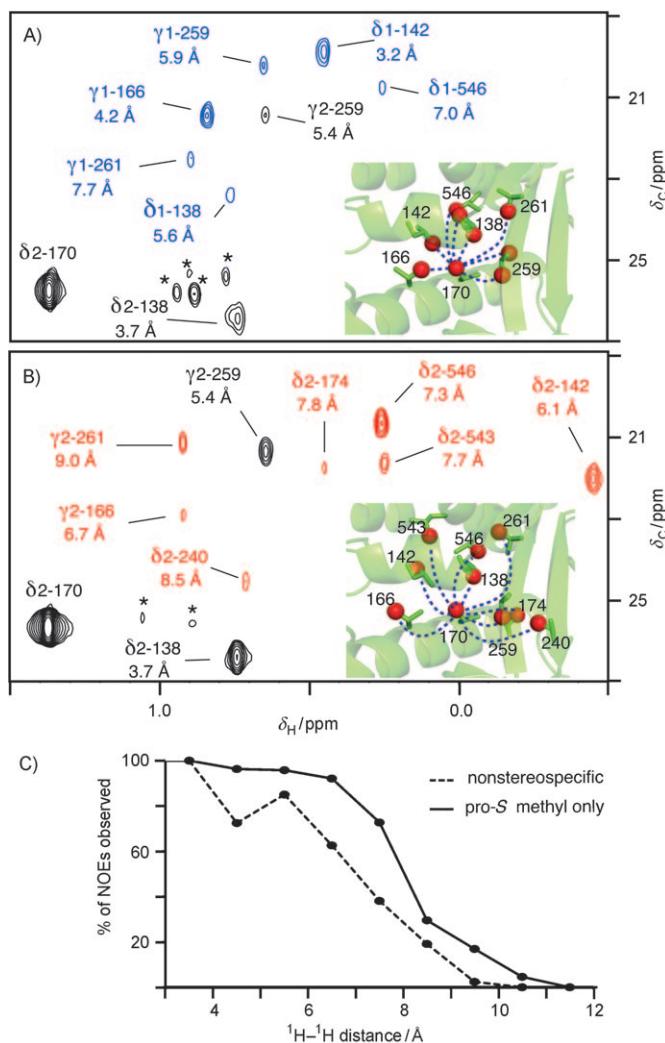 A)
γ1-259
5.9 Å
δ1-142
3.2 Å
γ1-166
4.2 Å
γ2-259
5.4 Å
δ1-546
7.0 Å
21
γ1-261
7.7 Å
δ1-138
5.6 Å
δ2-170
* * * *
δ2-138
3.7 Å
25
δC/ppm
546
261
142
138
166
170
259
B)
γ2-259
5.4 Å
δ2-174
7.8 Å
δ2-546
7.3 Å
δ2-142
6.1 Å
γ2-261
9.0 Å
δ2-543
7.7 Å
21
γ2-166
6.7 Å
δ2-240
8.5 Å
δ2-170
* *
δ2-138
3.7 Å
25
δC/ppm
543
261
546
142
138
166
174
170
259
240
1.0
0.0
δH/ppm
C)
100
80
60
40
20
% of NOEs observed
nonstereospecific
pro-S methyl only
4 6 8 10 12
¹H–¹H distance/Å